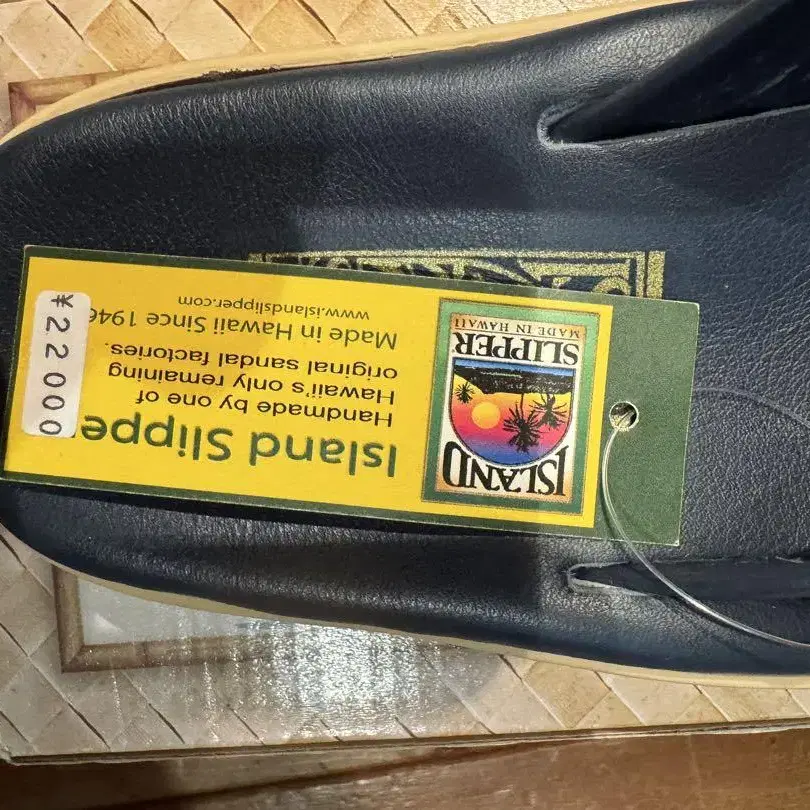 ISLAND
SLIPPER
MADE IN HAWAII
Island Slippe
Handmade by one of
Hawaii's only remaining
original sandal factories.
Made in Hawaii Since 1946
www.islandslipper.com
¥22000